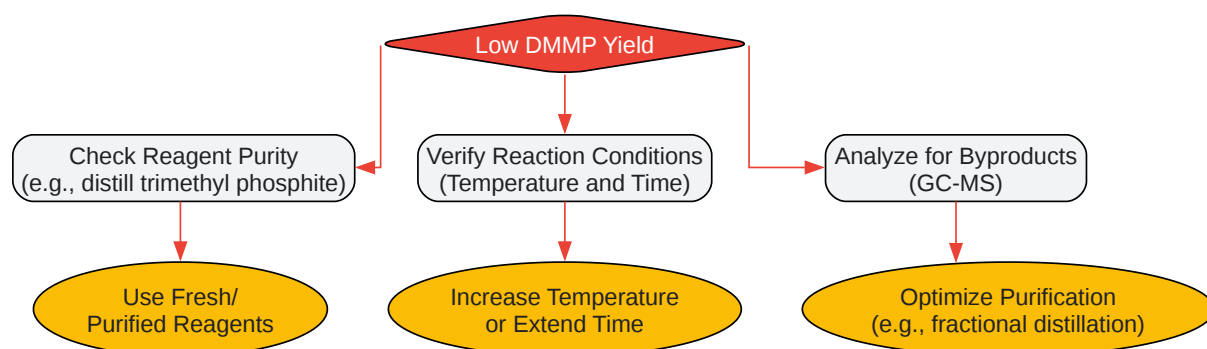 Low DMMP Yield
Check Reagent Purity
(e.g., distill trimethyl phosphite)
Verify Reaction Conditions
(Temperature and Time)
Analyze for Byproducts
(GC-MS)
Use Fresh/
Purified Reagents
Increase Temperature
or Extend Time
Optimize Purification
(e.g., fractional distillation)